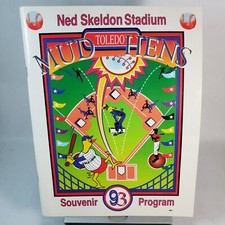 Ned Skeldon Stadium
TOLEDO
MUD HENS
Souvenir 93 Program